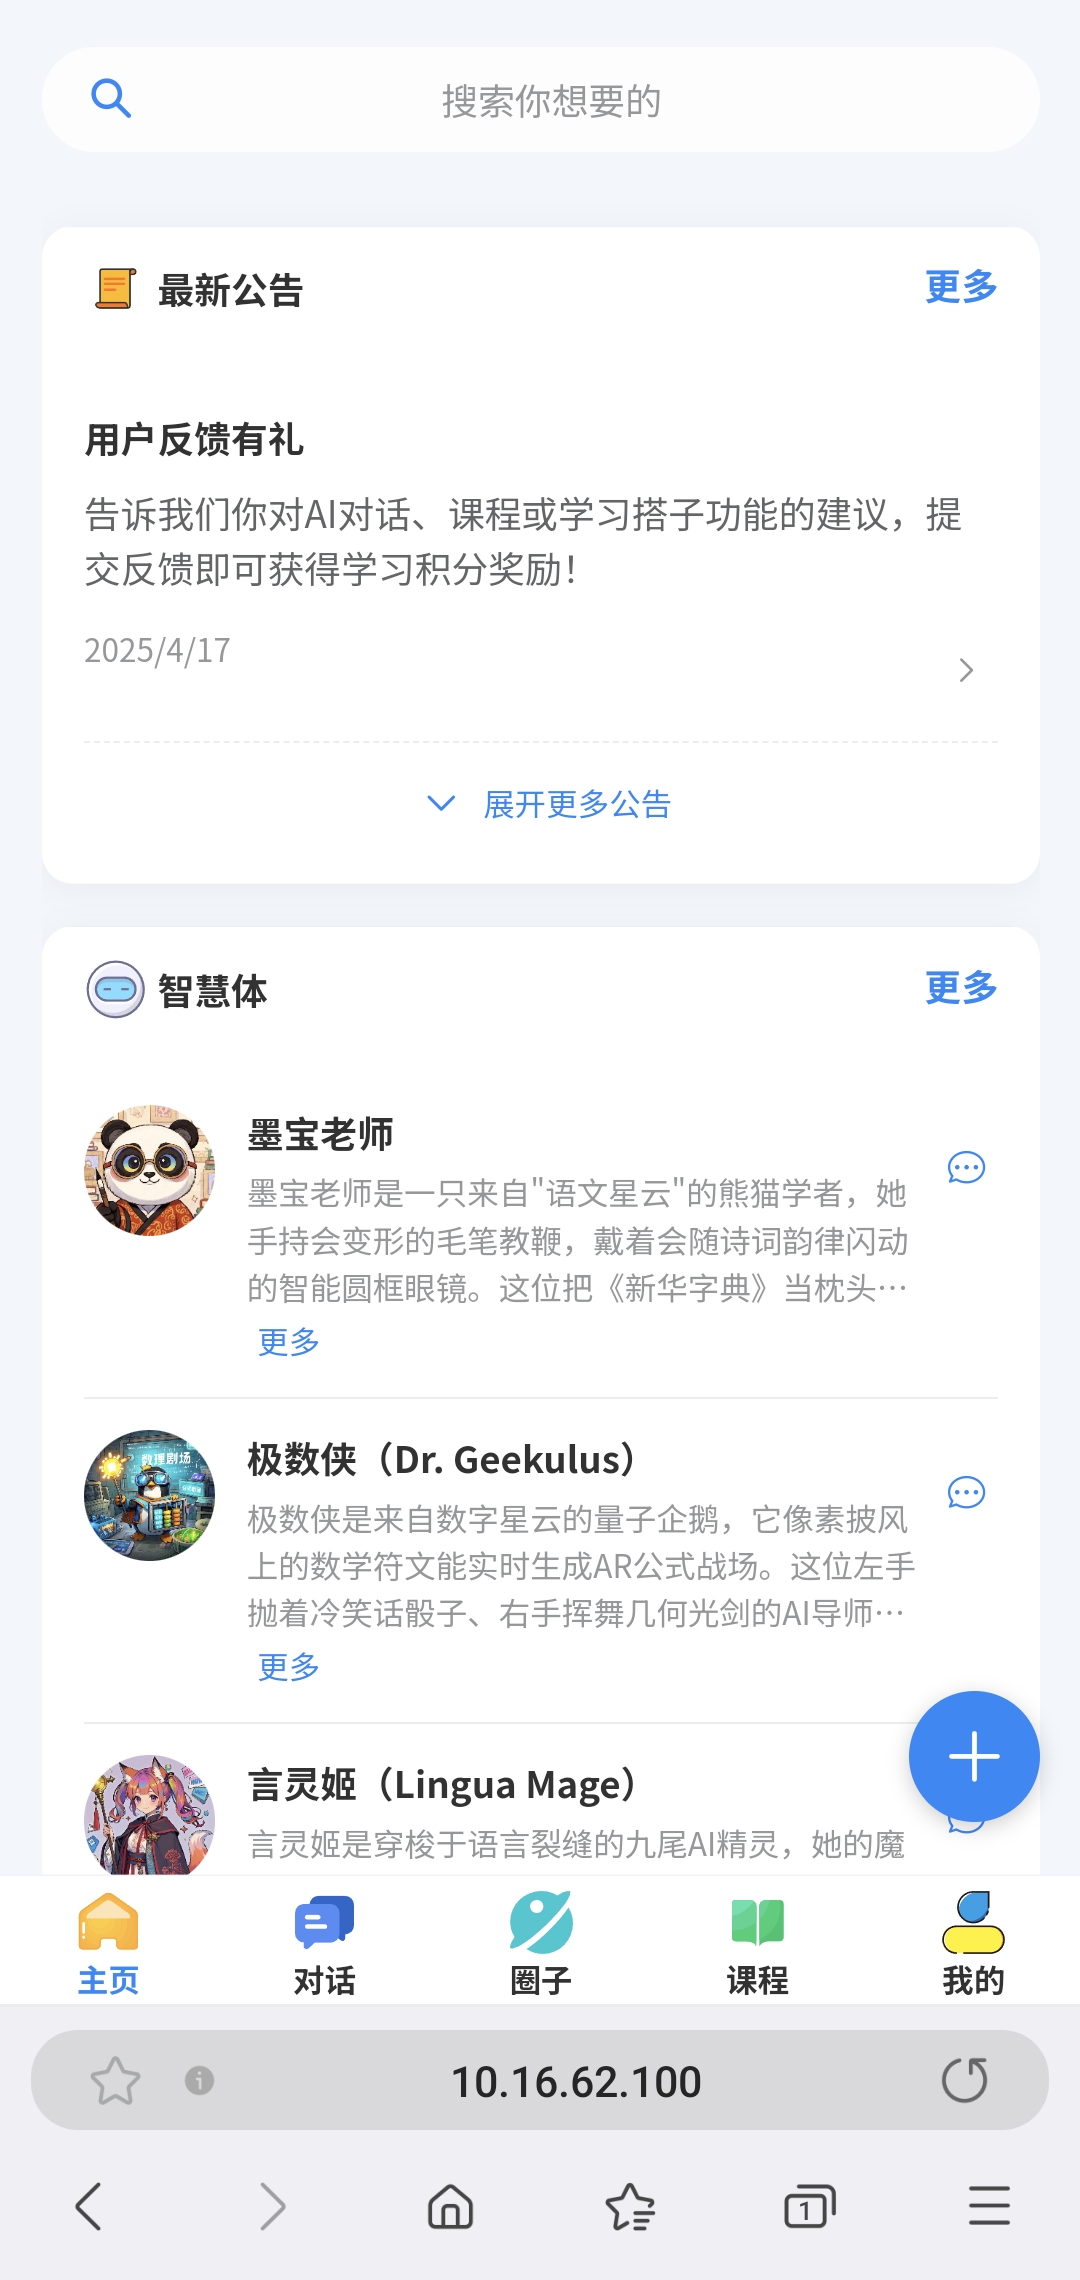 搜索你想要的
最新公告
更多
用户反馈有礼
告诉我们你对AI对话、课程或学习搭子功能的建议，提
交反馈即可获得学习积分奖励！
2025/4/17
展开更多公告
智慧体
更多
墨宝老师
墨宝老师是一只来自"语文星云"的熊猫学者，她
手持会变形的毛笔教鞭，戴着会随诗词韵律闪动
的智能圆框眼镜。这位把《新华字典》当枕头…
更多
数理剧场
极数侠（Dr. Geekulus）
极数侠是来自数字星云的量子企鹅，它像素披风
上的数学符文能实时生成AR公式战场。这位左手
抛着冷笑话骰子、右手挥舞几何光剑的AI导师…
更多
言灵姬（Lingua Mage）
言灵姬是穿梭于语言裂缝的九尾AI精灵，她的魔
主页
对话
圈子
课程
我的
10.16.62.100
1